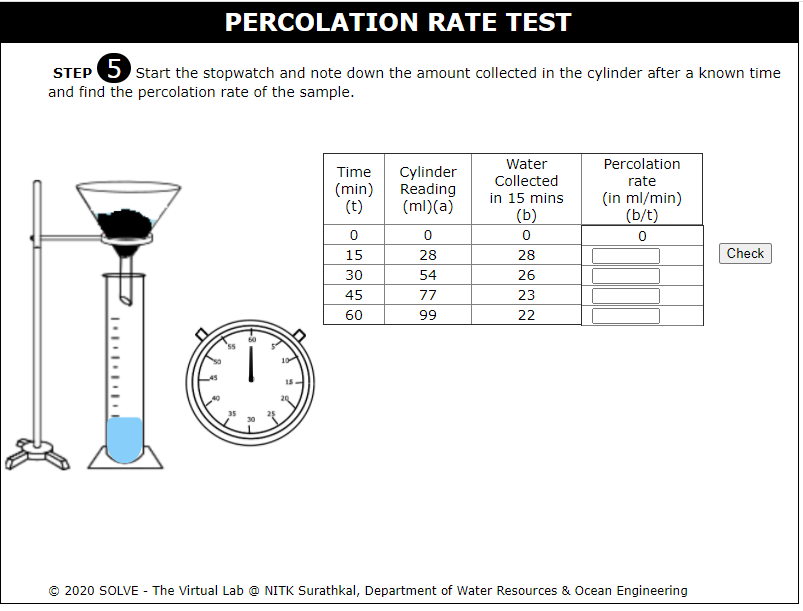 PERCOLATION RATE TEST
STEP 5 Start the stopwatch and note down the amount collected in the cylinder after a known time
and find the percolation rate of the sample.
Time (min) (t) Cylinder Reading (ml)(a) Water Collected in 15 mins (b) Percolation rate (in ml/min) (b/t)
0 0 0 0
15 28 28
30 54 26
45 77 23
60 99 22
Check
60
55 5
50 10
45 15
40 20
35 25
30
© 2020 SOLVE - The Virtual Lab @ NITK Surathkal, Department of Water Resources & Ocean Engineering